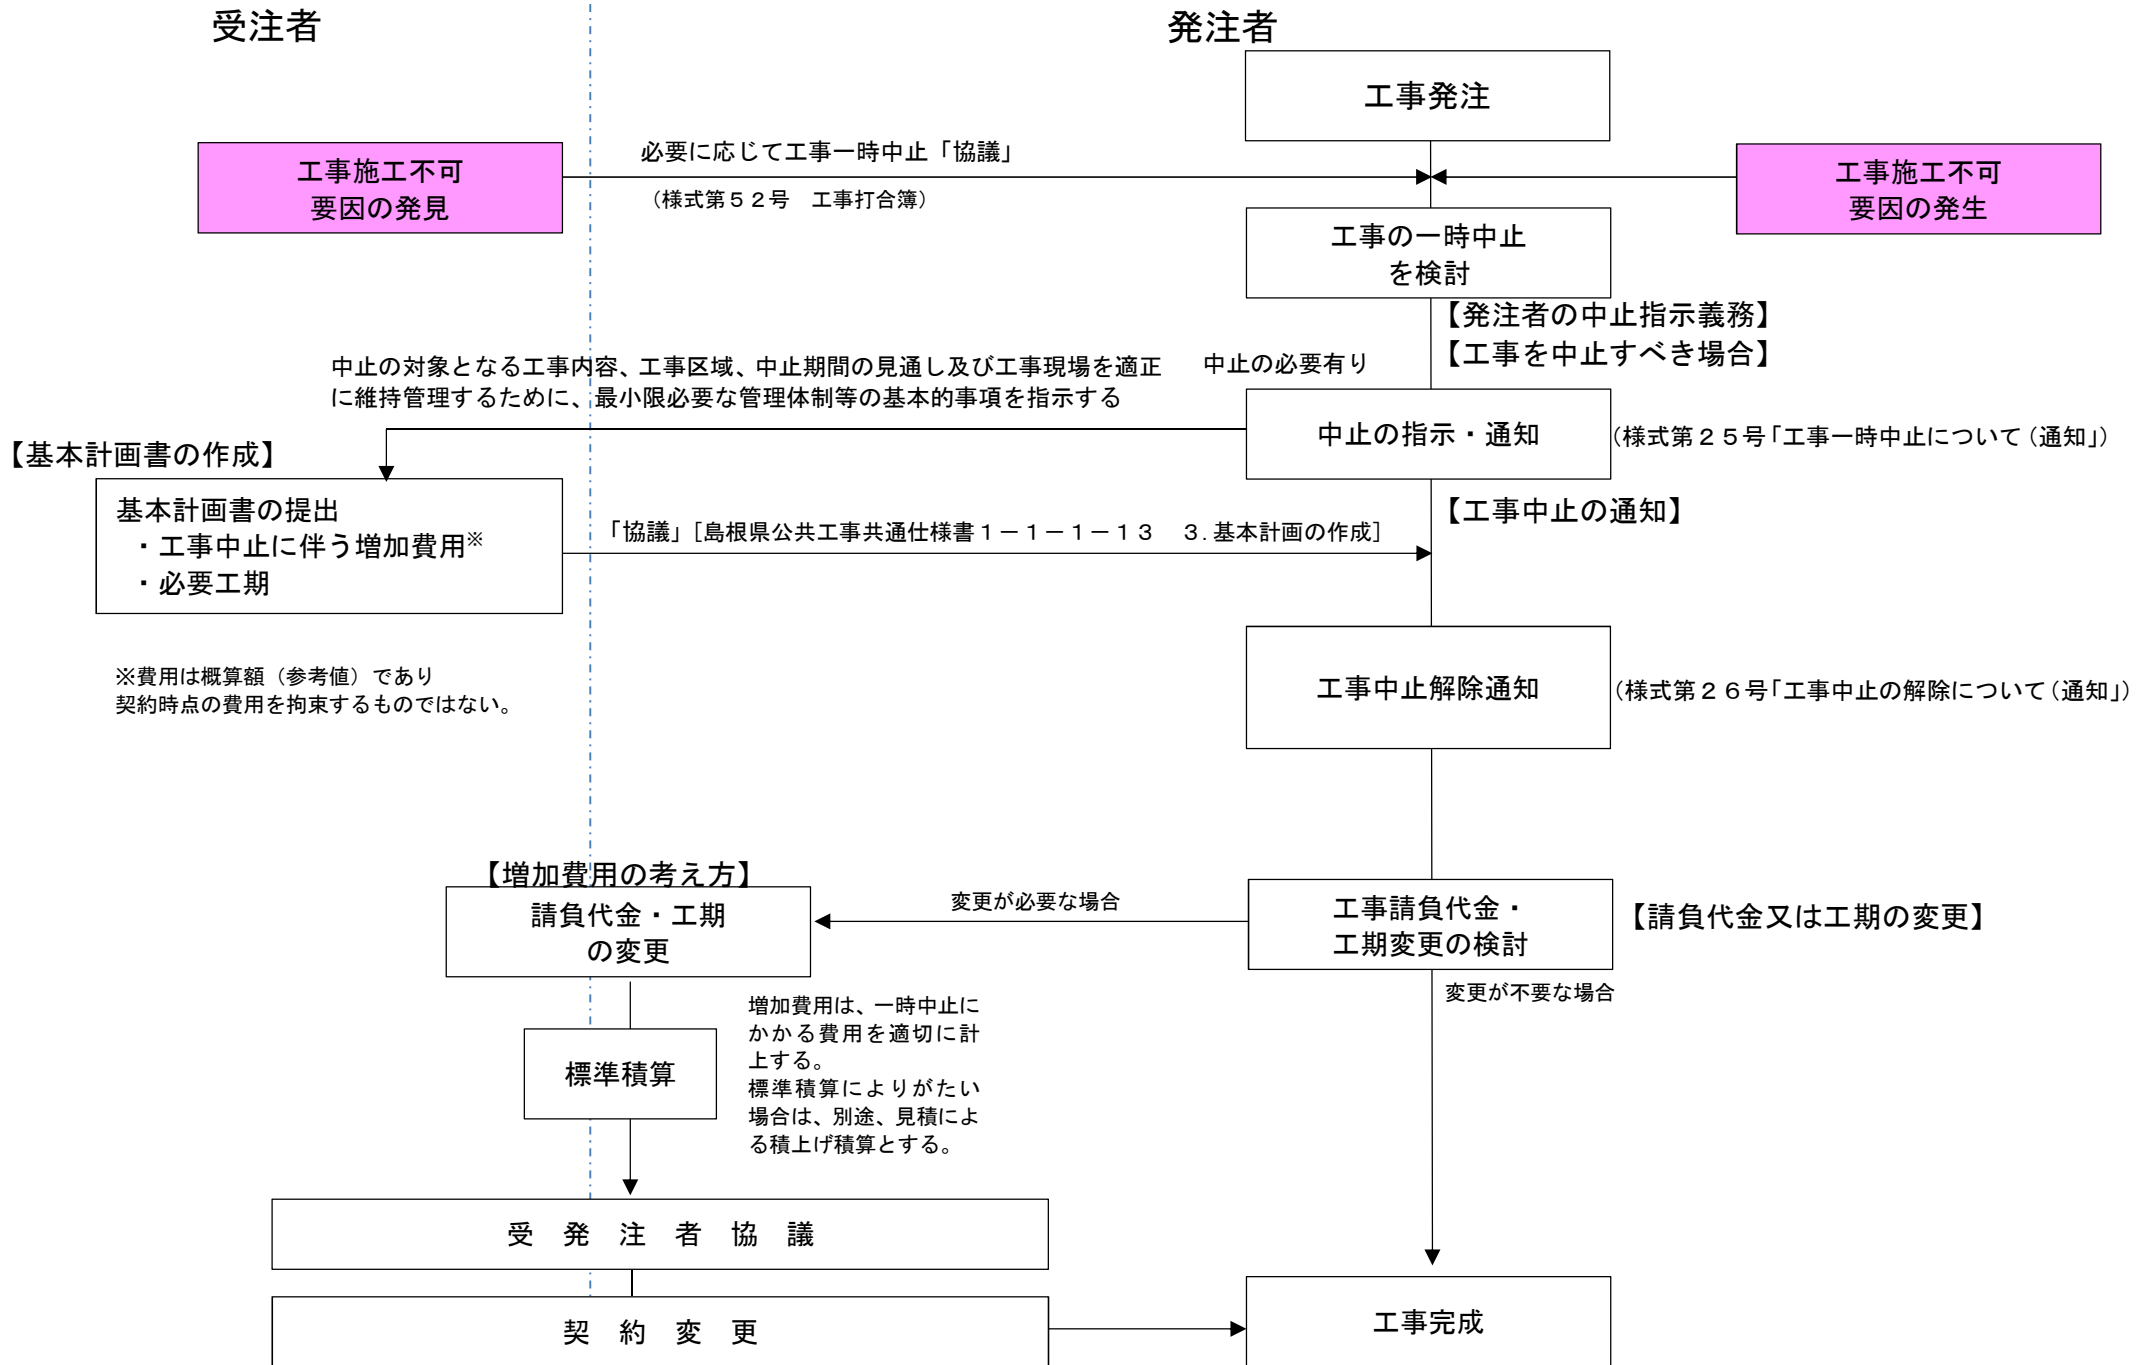 受注者
発注者
工事発注
工事施工不可
要因の発見
必要に応じて工事一時中止「協議」
（様式第５２号　工事打合簿）
工事施工不可
要因の発生
工事の一時中止
を検討
【発注者の中止指示義務】
【工事を中止すべき場合】
中止の必要有り
中止の対象となる工事内容、工事区域、中止期間の見通し及び工事現場を適正
に維持管理するために、最小限必要な管理体制等の基本的事項を指示する
中止の指示・通知
（様式第２５号「工事一時中止について（通知」）
【基本計画書の作成】
基本計画書の提出
・工事中止に伴う増加費用※
・必要工期
「協議」［島根県公共工事共通仕様書１－１－１－１３　３．基本計画の作成］
【工事中止の通知】
※費用は概算額（参考値）であり
契約時点の費用を拘束するものではない。
工事中止解除通知
（様式第２６号「工事中止の解除について（通知」）
【増加費用の考え方】
請負代金・工期
の変更
変更が必要な場合
工事請負代金・
工期変更の検討
【請負代金又は工期の変更】
変更が不要な場合
標準積算
増加費用は、一時中止に
かかる費用を適切に計
上する。
標準積算によりがたい
場合は、別途、見積によ
る積上げ積算とする。
受　発　注　者　協　議
契　約　変　更
工事完成